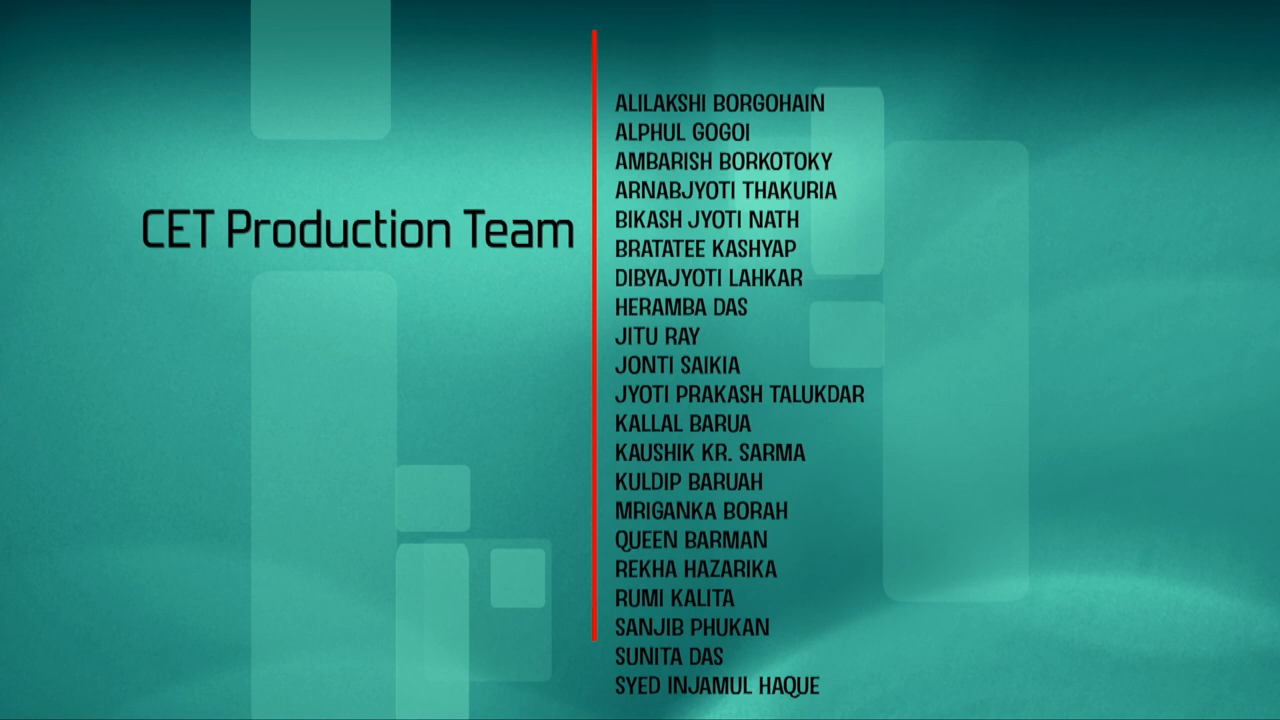 CET Production Team
ALILAKSHI BORGOHAIN
ALPHUL GOGOI
AMBARISH BORKOTOKY
ARNABJYOTI THAKURIA
BIKASH JYOTI NATH
BRATATEE KASHYAP
DIBYAJYOTI LAHKAR
HERAMBA DAS
JITU RAY
JONTI SAIKIA
JYOTI PRAKASH TALUKDAR
KALLAL BARUA
KAUSHIK KR. SARMA
KULDIP BARUAH
MRIGANKA BORAH
QUEEN BARMAN
REKHA HAZARIKA
RUMI KALITA
SANJIB PHUKAN
SUNITA DAS
SYED INJAMUL HAQUE